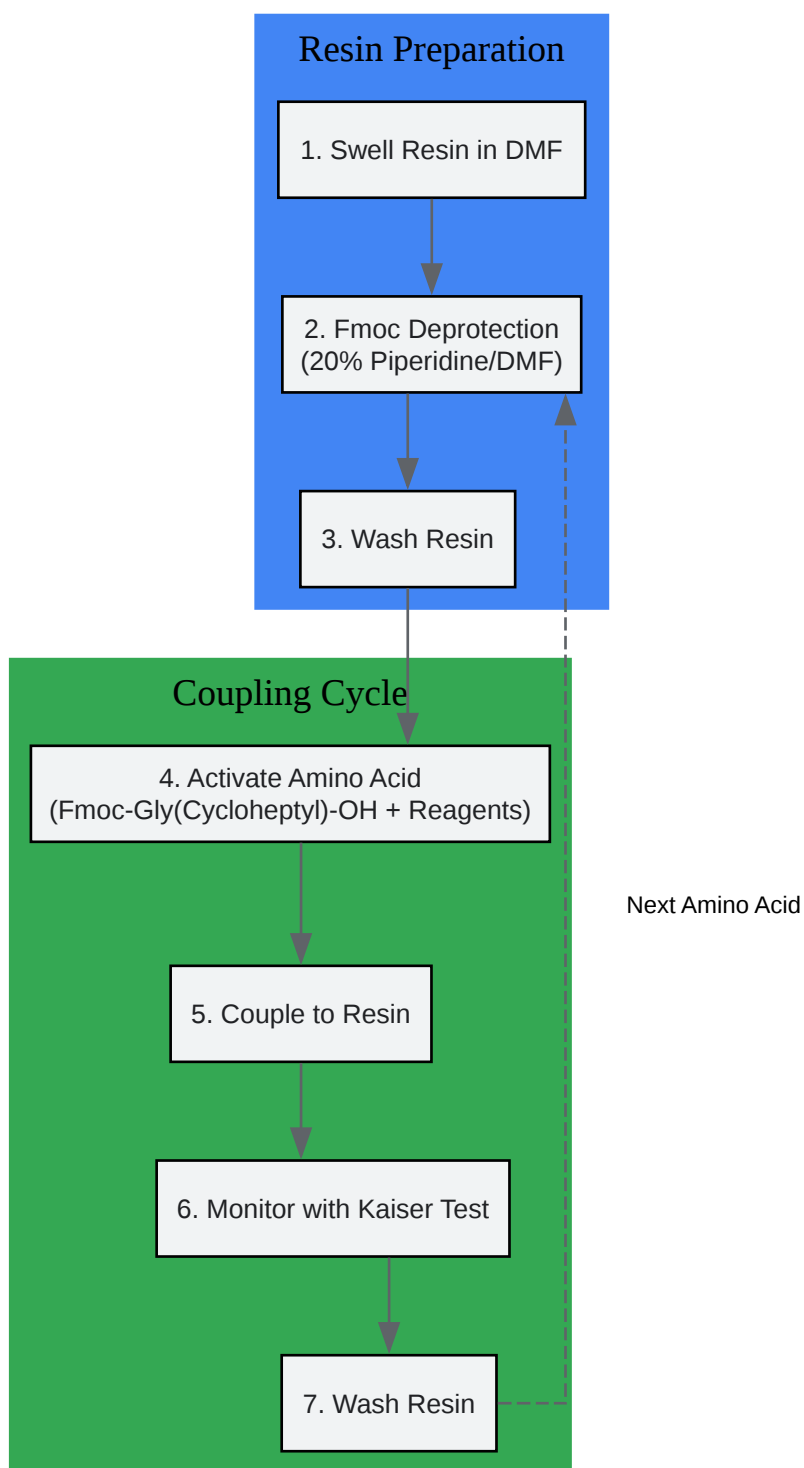 Resin Preparation
1. Swell Resin in DMF
2. Fmoc Deprotection
(20% Piperidine/DMF)
3. Wash Resin
Coupling Cycle
4. Activate Amino Acid
(Fmoc-Gly(Cycloheptyl)-OH + Reagents)
Next Amino Acid
5. Couple to Resin
6. Monitor with Kaiser Test
7. Wash Resin